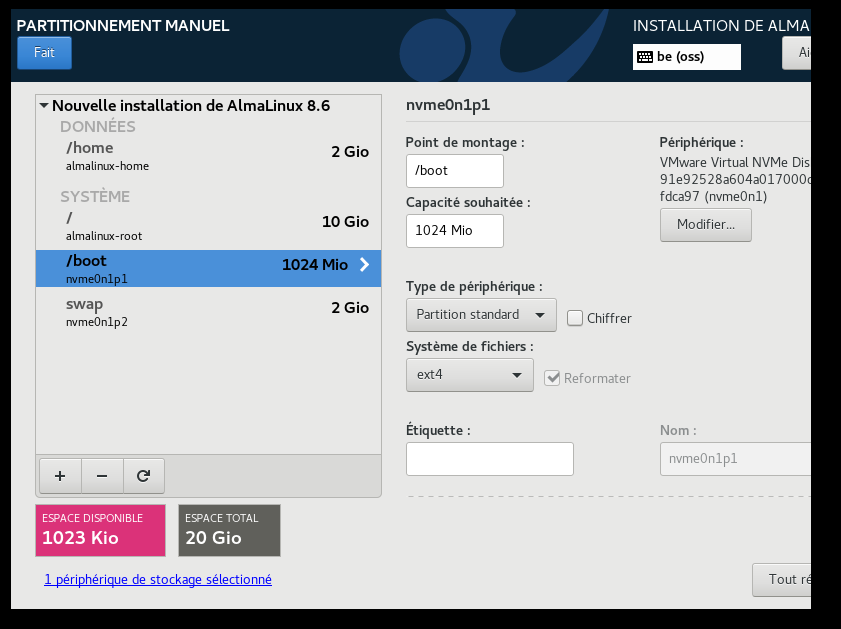 PARTITIONNEMENT MANUEL
INSTALLATION DE ALMA
Fait
be (oss)
Ai
Nouvelle installation de AlmaLinux 8.6
DONNÉES
/home
2 Gio
almalinux-home
SYSTÈME
/
10 Gio
almalinux-root
/boot
1024 Mio
nvme0n1p1
swap
2 Gio
nvme0n1p2
+ −
ESPACE DISPONIBLE
1023 Kio
ESPACE TOTAL
20 Gio
1 périphérique de stockage sélectionné
nvme0n1p1
Point de montage :
/boot
Périphérique :
VMware Virtual NVMe Dis
91e92528a604a017000c
fdca97 (nvme0n1)
Modifier...
Capacité souhaitée :
1024 Mio
Type de périphérique :
Partition standard
Chiffrer
Système de fichiers :
ext4
Reformater
Étiquette :
Nom :
nvme0n1p1
Tout ré